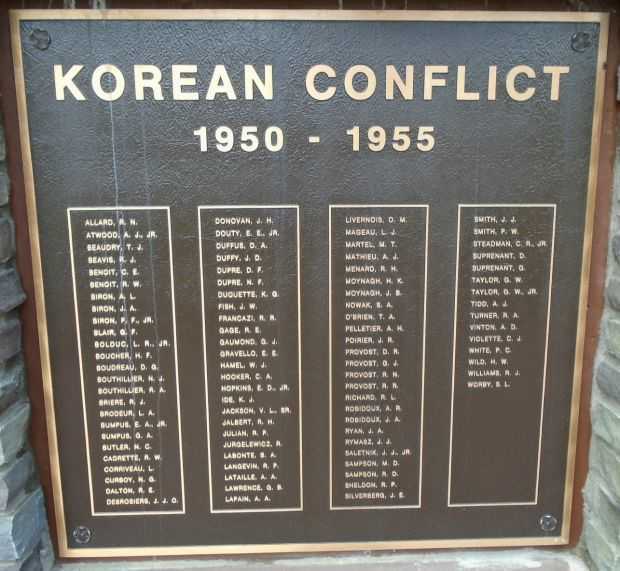 KOREAN CONFLICT
1950 - 1955
ALLARD, R. N.
ATWOOD, A. J., JR.
BEAUDRY, T. J.
BEAVIS, R. J.
BENOIT, C. E.
BENOIT, R. W.
BIRON, A. L.
BIRON, J. A.
BIRON, P. F., JR.
BLAIR, G. F.
BOLDUC, L. R., JR.
BOUCHER, H. F.
BOUDREAU, D. G.
BOUTHILLIER, N. J.
BOUTHILLIER, R. A.
BRIERE, R. J.
BRODEUR, L. A.
BUMPUS, E. A., JR.
BUMPUS, G. A.
BUTLER, N. C.
CADRETTE, R. W.
CORRIVEAU, L.
CURBOY, R. G.
DALTON, R. E.
DESROSIERS, J. J. O.
DONOVAN, J. H.
DOUTY, E. E., JR.
DUFFUS, D. A.
DUFFY, J. D.
DUPRE, D. F.
DUPRE, N. F.
DUQUETTE, K. G.
FISH, J. W.
FRANCAZI, R. R.
GAGE, R. E.
GAUMOND, G. J.
GRAVELLO, E. E.
HAMEL, W. J.
HOOKER, C. A.
HOPKINS, E. D., JR.
IDE, K. J.
JACKSON, V. L., SR.
JALBERT, R. H.
JULIAN, R. P.
JURGELEWICZ, R.
LABONTE, B. A.
LANGEVIN, R. P.
LATAILLE, A. A.
LAWRENCE, G. B.
LAPAIN, A. A.
LIVERNOIS, O. M.
MAGEAU, L. J.
MARTEL, M. T.
MATHIEU, A. J.
MENARD, R. H.
MOYNAGH, H. K.
MOYNAGH, J. B.
NOWAK, S. A.
O'BRIEN, T. A.
PELLETIER, A. H.
POIRIER, J. R.
PROVOST, D. R.
PROVOST, G. J.
PROVOST, R. N.
PROVOST, R. R.
RICHARD, R. L.
ROBIDOUX, A. R.
ROBIDOUX, J. A.
RYAN, J. A.
RYMASZ, J. J.
SALETNIK, J. J., JR.
SAMPSON, M. D.
SAMPSON, R. D.
SHELDON, R. P.
SILVERBERG, J. E.
SMITH, J. J.
SMITH, P. W.
STEADMAN, C. R., JR.
SUPRENANT, D.
SUPRENANT, G.
TAYLOR, G. W.
TAYLOR, G. W., JR.
TIDD, A. J.
TURNER, R. A.
VINTON, A. D.
VIOLETTE, C. J.
WHITE, P. C.
WILD, H. W.
WILLIAMS, R. J.
WORBY, S. L.